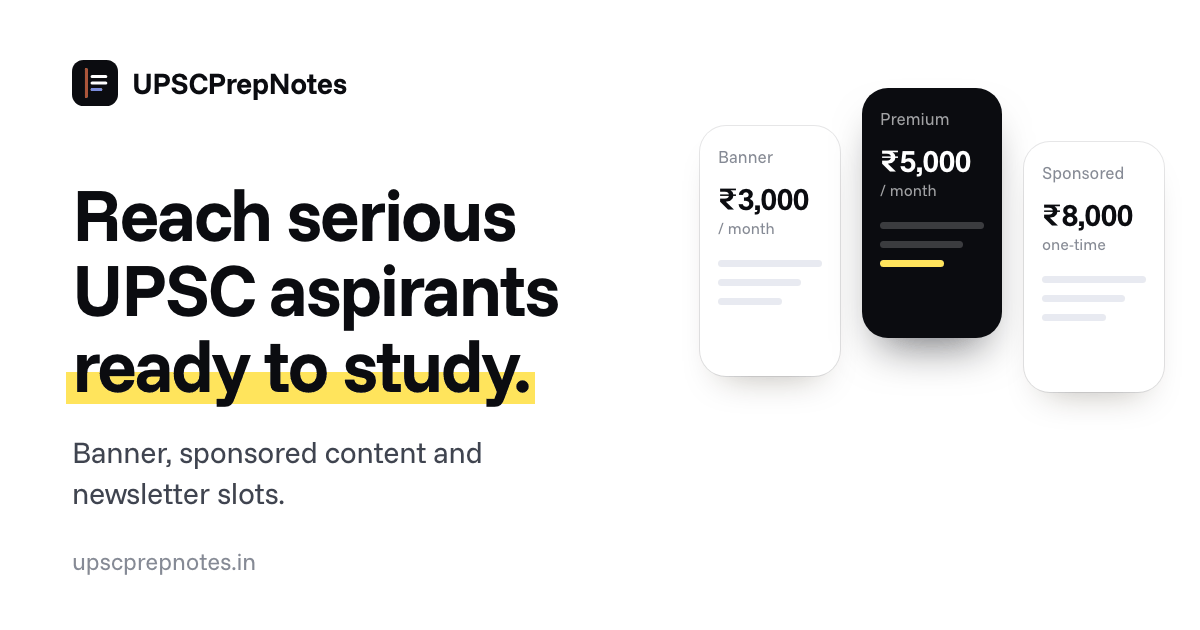 UPSCPrepNotes
Reach serious
UPSC aspirants
ready to study.
Banner, sponsored content and
newsletter slots.
upscprepnotes.in
Banner
₹3,000
/ month
Premium
₹5,000
/ month
Sponsored
₹8,000
one-time